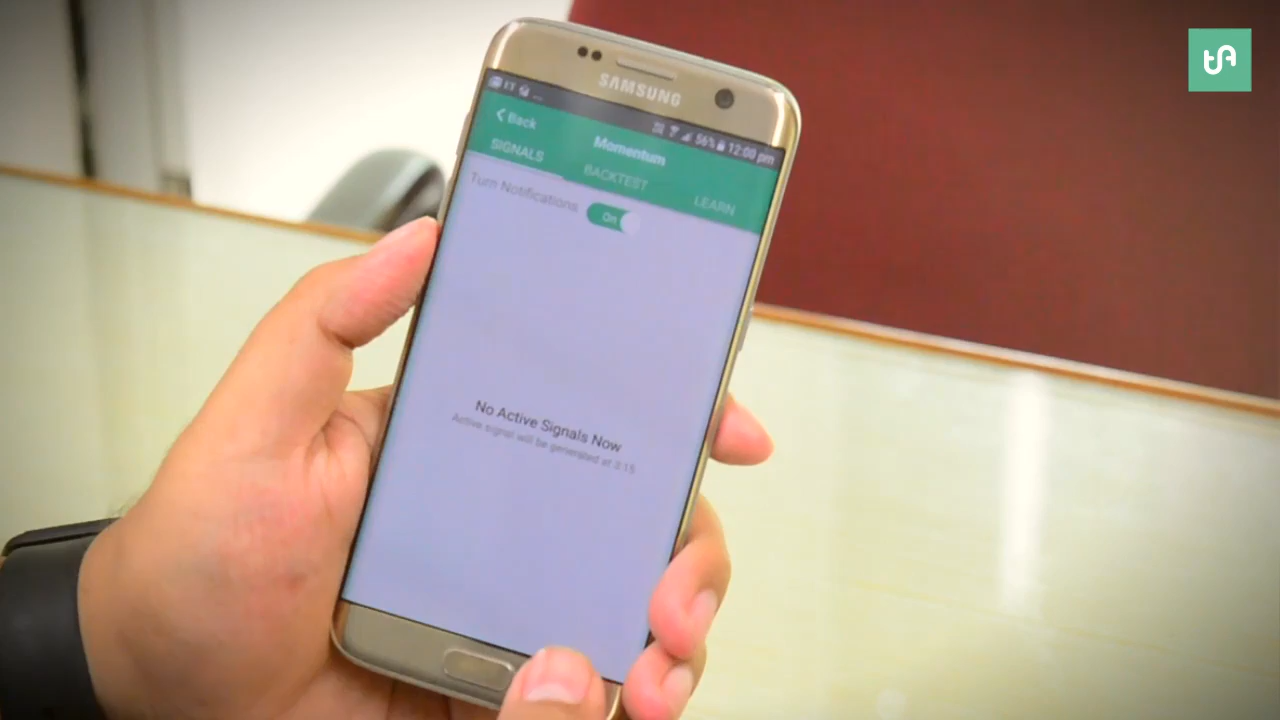 SAMSUNG
56% 12:00 pm
Back
Momentum
SIGNALS
BACKTEST
LEARN
Turn Notifications
On
No Active Signals Now
Active signal will be generated at 3:15